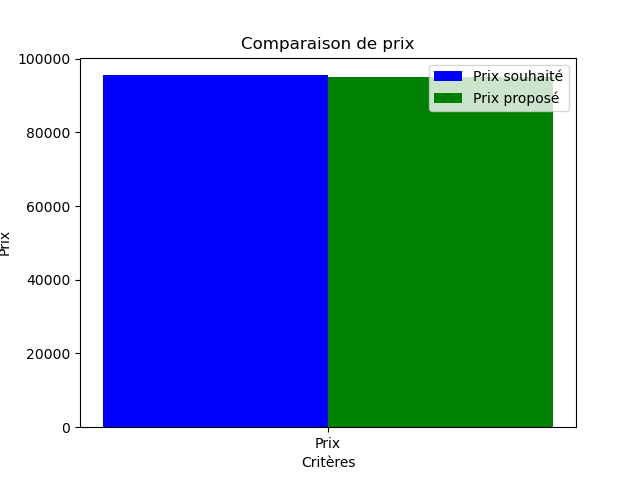 Comparaison de prix
Prix souhaité
Prix proposé
100000
80000
60000
40000
20000
0
Prix
Prix
Critères